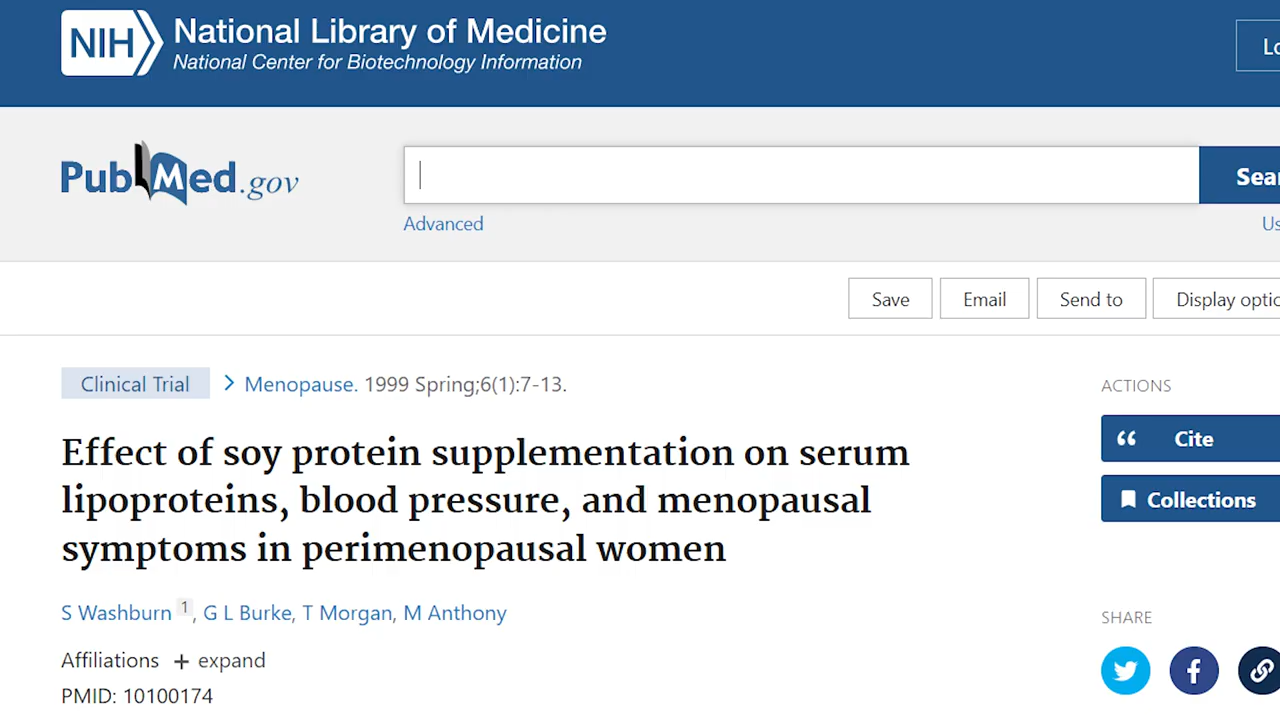 NIH National Library of Medicine
National Center for Biotechnology Information
PubMed.gov
Advanced
Save Email Send to Display
Clinical Trial > Menopause. 1999 Spring;6(1):7-13.
ACTIONS
Effect of soy protein supplementation on serum
lipoproteins, blood pressure, and menopausal
symptoms in perimenopausal women
Cite
Collections
S Washburn 1, G L Burke, T Morgan, M Anthony
SHARE
Affiliations + expand
PMID: 10100174